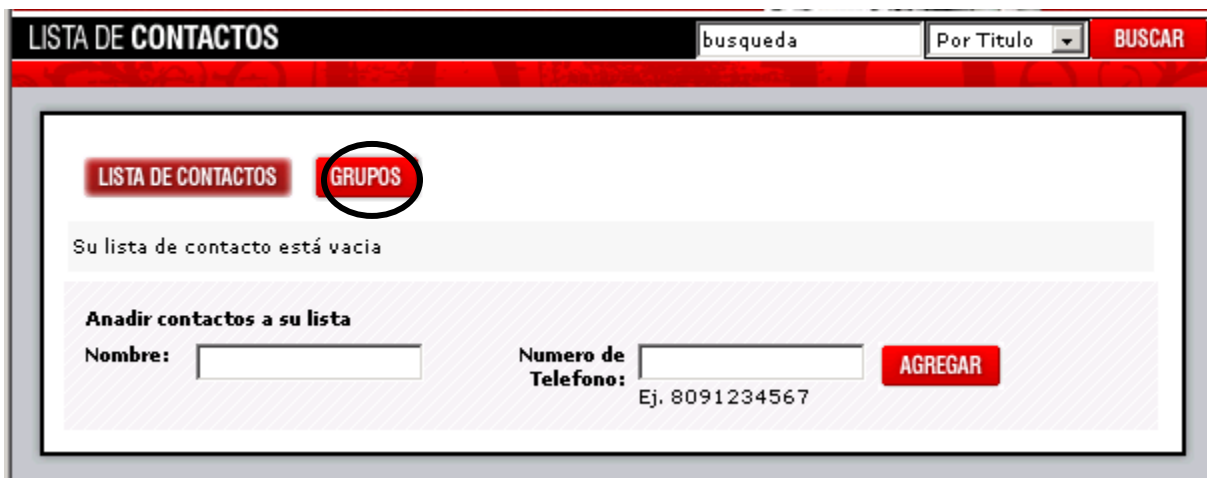 LISTA DE CONTACTOS
busqueda
Por Titulo
BUSCAR
LISTA DE CONTACTOS
GRUPOS
Su lista de contacto está vacia
Anadir contactos a su lista
Nombre:
Numero de
Telefono:
AGREGAR
Ej. 8091234567